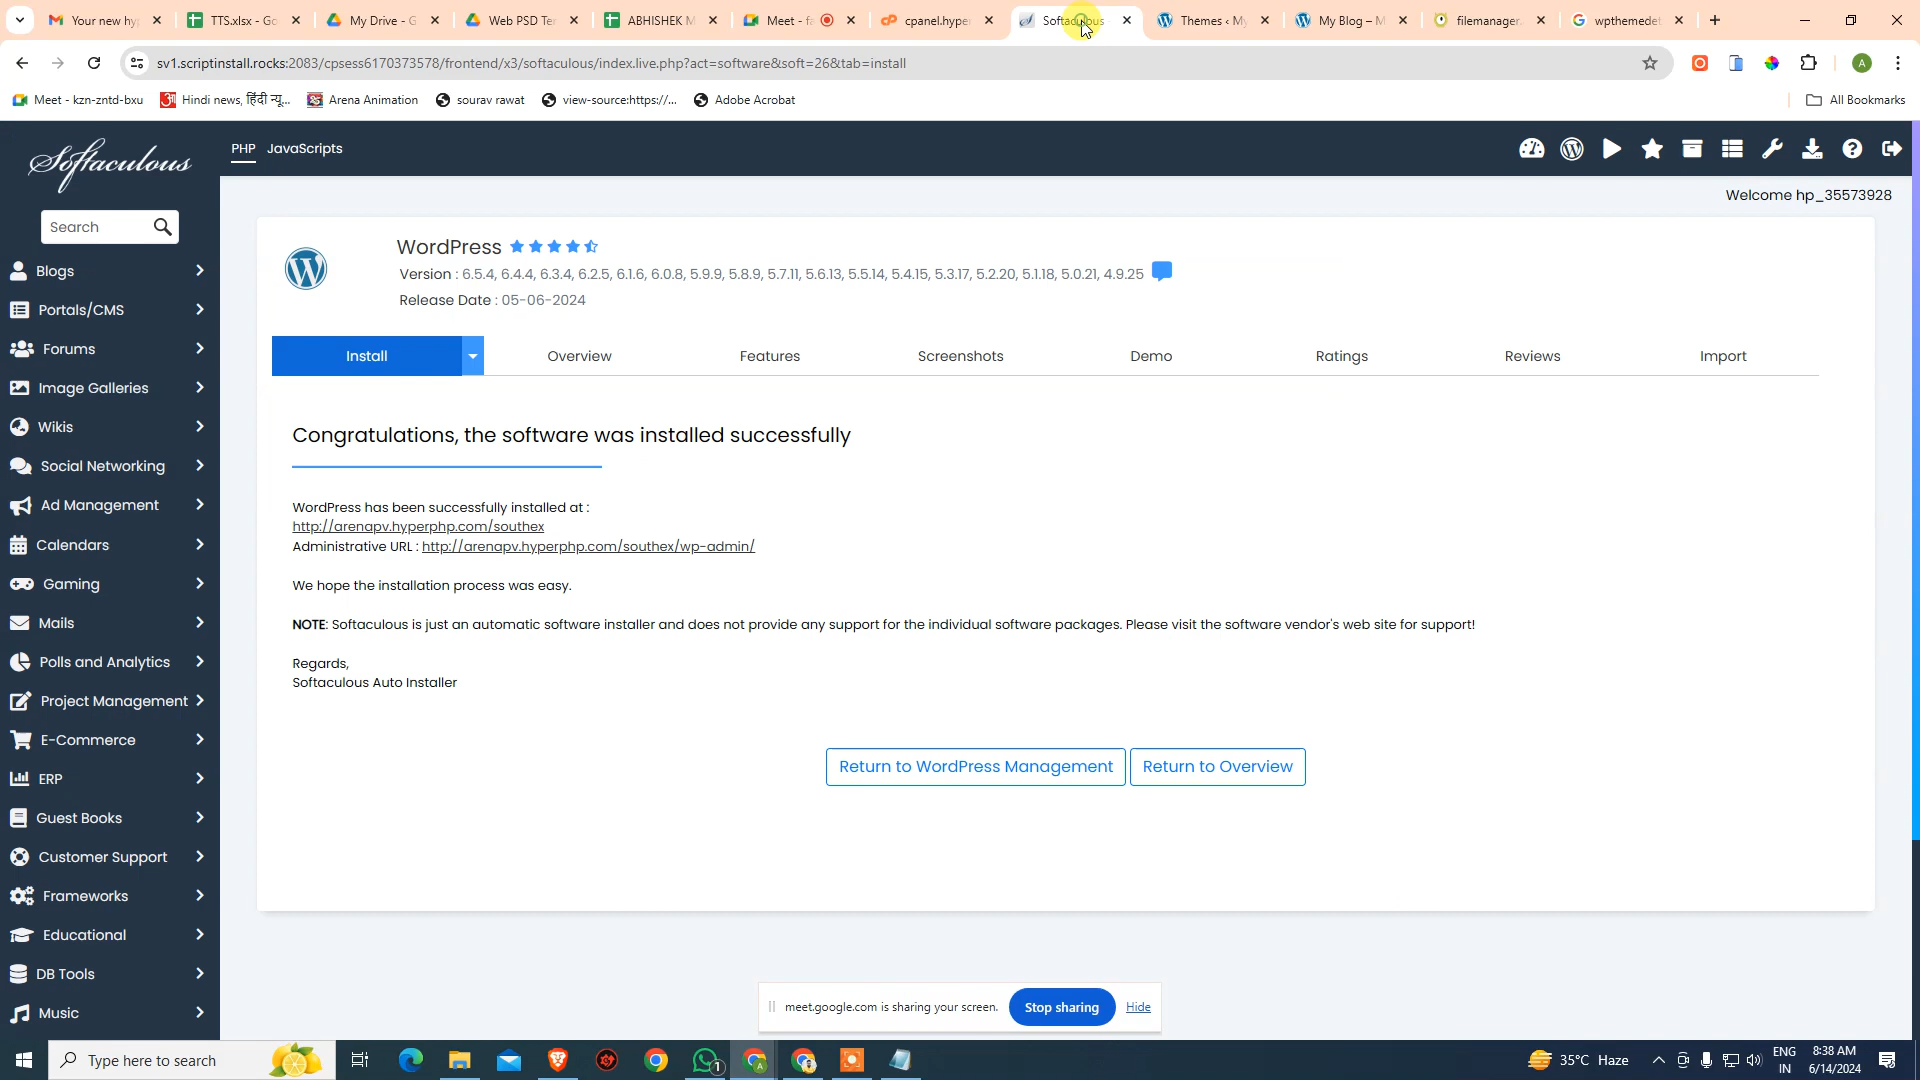 Your new hy
TTS.xlsx - Go
My Drive - G
Web PSD Te
ABHISHEK M
Meet - fa
cpanel.hype
Softaculous
Themes ‹ My
My Blog – M
filemanager.
wpthemedet
sv1.scriptinstall.rocks:2083/cpsess6170373578/frontend/x3/softaculous/index.live.php?act=software&soft=26&tab=install
A
Meet - kzn-zntd-bxu
Hindi news, हिंदी न्यू...
Arena Animation
sourav rawat
view-source:https://...
Adobe Acrobat
All Bookmarks
Softaculous
PHP
JavaScripts
Welcome hp_35573928
Search
Blogs
Portals/CMS
Forums
Image Galleries
Wikis
Social Networking
Ad Management
Calendars
Gaming
Mails
Polls and Analytics
Project Management
E-Commerce
ERP
Guest Books
Customer Support
Frameworks
Educational
DB Tools
Music
WordPress
Version : 6.5.4, 6.4.4, 6.3.4, 6.2.5, 6.1.6, 6.0.8, 5.9.9, 5.8.9, 5.7.11, 5.6.13, 5.5.14, 5.4.15, 5.3.17, 5.2.20, 5.1.18, 5.0.21, 4.9.25
Release Date : 05-06-2024
Install
Overview
Features
Screenshots
Demo
Ratings
Reviews
Import
Congratulations, the software was installed successfully
WordPress has been successfully installed at :
http://arenapv.hyperphp.com/southex
Administrative URL : http://arenapv.hyperphp.com/southex/wp-admin/
We hope the installation process was easy.
NOTE: Softaculous is just an automatic software installer and does not provide any support for the individual software packages. Please visit the software vendor's web site for support!
Regards,
Softaculous Auto Installer
Return to WordPress Management
Return to Overview
meet.google.com is sharing your screen.
Stop sharing
Hide
Type here to search
1
35°C Haze
ENG
IN
8:38 AM
6/14/2024